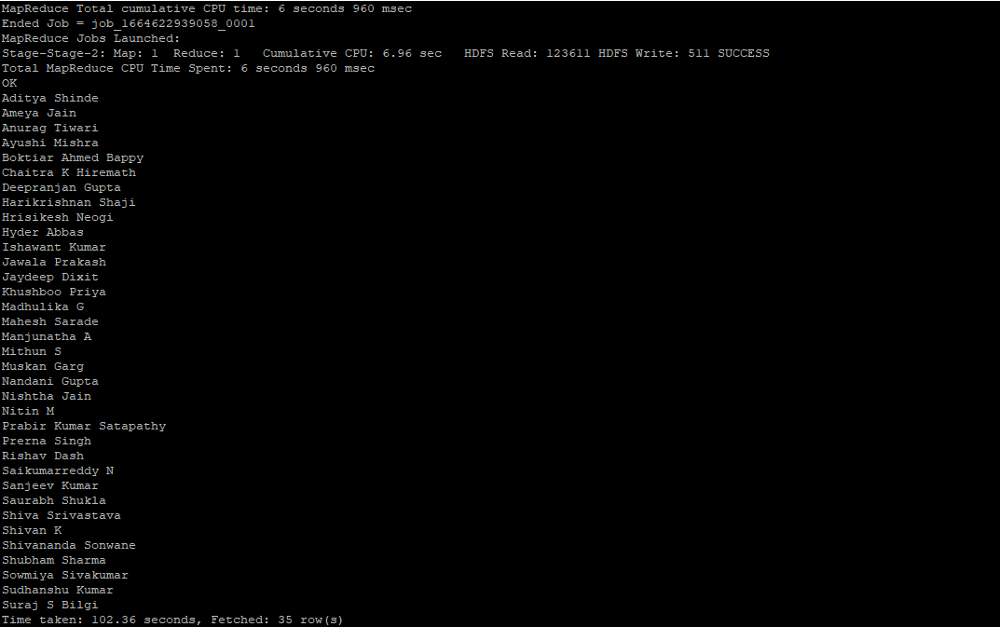 MapReduce Total cumulative CPU time: 6 seconds 960 msec
Ended Job = job_1664622939058_0001
MapReduce Jobs Launched:
Stage-Stage-2: Map: 1  Reduce: 1   Cumulative CPU: 6.96 sec   HDFS Read: 123611 HDFS Write: 511 SUCCESS
Total MapReduce CPU Time Spent: 6 seconds 960 msec
OK
Aditya Shinde
Ameya Jain
Anurag Tiwari
Ayushi Mishra
Boktiar Ahmed Bappy
Chaitra K Hiremath
Deepranjan Gupta
Harikrishnan Shaji
Hrisikesh Neogi
Hyder Abbas
Ishawant Kumar
Jawala Prakash
Jaydeep Dixit
Khushboo Priya
Madhulika G
Mahesh Sarade
Manjunatha A
Mithun S
Muskan Garg
Nandani Gupta
Nishtha Jain
Nitin M
Prabir Kumar Satapathy
Prerna Singh
Rishav Dash
Saikumarreddy N
Sanjeev Kumar
Saurabh Shukla
Shiva Srivastava
Shivan K
Shivananda Sonwane
Shubham Sharma
Sowmiya Sivakumar
Sudhanshu Kumar
Suraj S Bilgi
Time taken: 102.36 seconds, Fetched: 35 row(s)